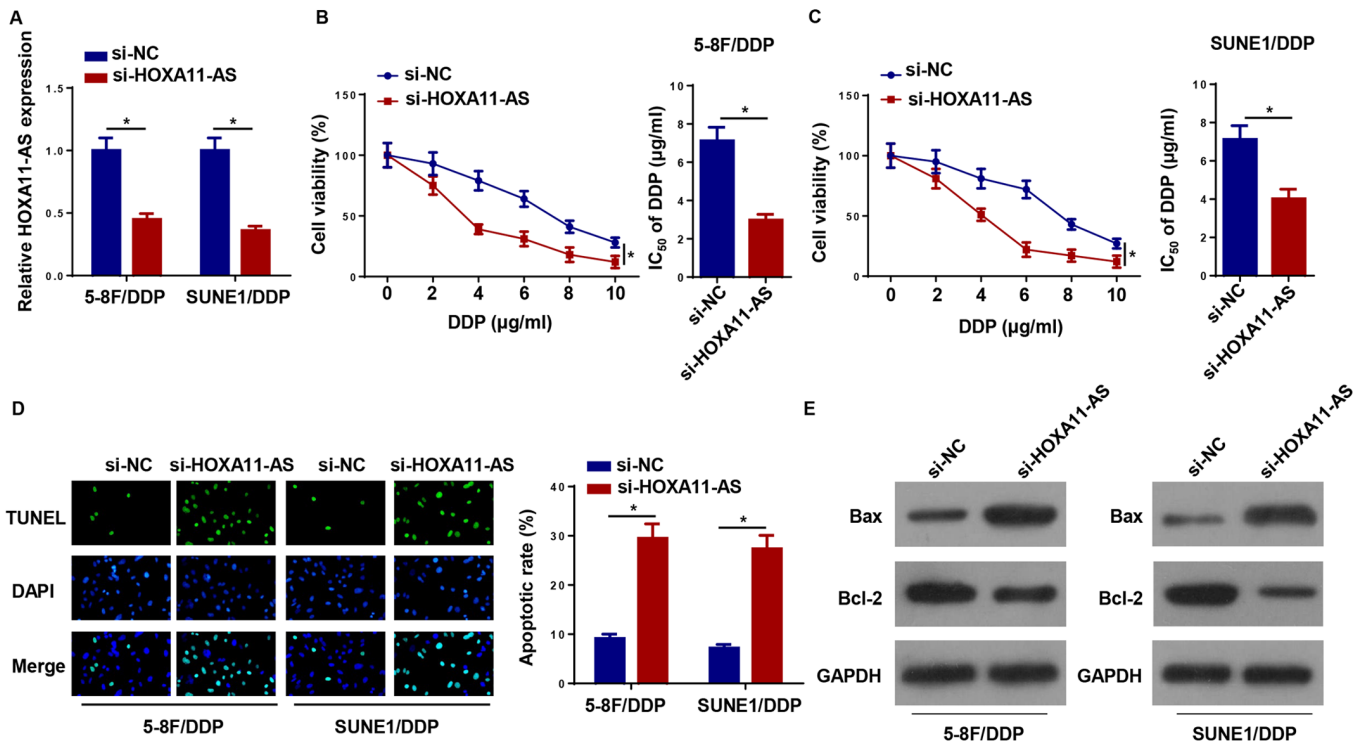 A
Relative HOXA11-AS expression
si-NC
si-HOXA11-AS
1.5
1.0
0.5
0.0
*
*
5-8F/DDP
SUNE1/DDP
B
Cell viability (%)
si-NC
si-HOXA11-AS
150
100
50
0
*
0 2 4 6 8 10
DDP (μg/ml)
5-8F/DDP
IC50 of DDP (μg/ml)
8
6
4
2
0
*
si-NC
si-HOXA11-AS
C
Cell viability (%)
si-NC
si-HOXA11-AS
150
100
50
0
*
0 2 4 6 8 10
DDP (μg/ml)
SUNE1/DDP
IC50 of DDP (μg/ml)
8
6
4
2
0
*
si-NC
si-HOXA11-AS
D
si-NC si-HOXA11-AS si-NC si-HOXA11-AS
TUNEL
DAPI
Merge
5-8F/DDP
SUNE1/DDP
Apoptotic rate (%)
si-NC
si-HOXA11-AS
40
30
20
10
0
*
*
5-8F/DDP
SUNE1/DDP
E
si-NC
si-HOXA11-AS
Bax
Bcl-2
GAPDH
5-8F/DDP
si-NC
si-HOXA11-AS
Bax
Bcl-2
GAPDH
SUNE1/DDP